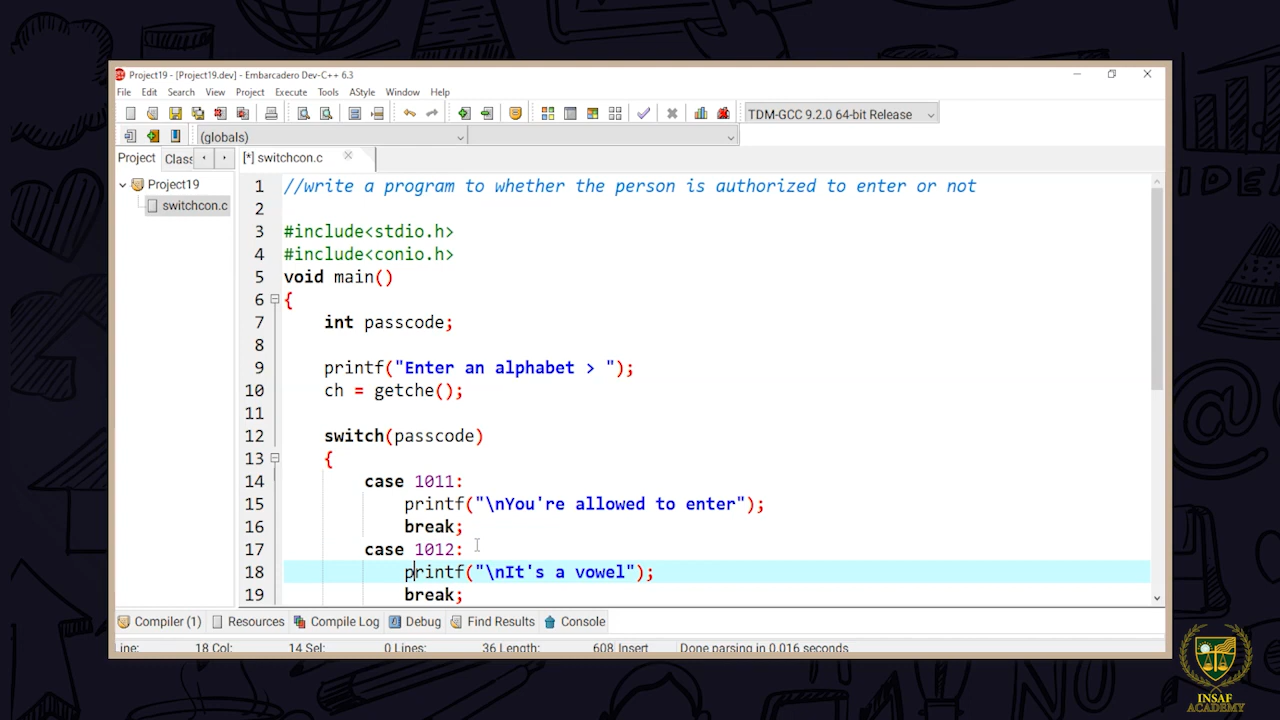 Project19 - [Project19.dev] - Embarcadero Dev-C++ 6.3
File Edit Search View Project Execute Tools AStyle Window Help
TDM-GCC 9.2.0 64-bit Release
(globals)
Project Class [*] switchcon.c
Project19
switchcon.c
1 //write a program to whether the person is authorized to enter or not
2
3 #include<stdio.h>
4 #include<conio.h>
5 void main()
6 {
7 int passcode;
8
9 printf("Enter an alphabet > ");
10 ch = getche();
11
12 switch(passcode)
13 {
14 case 1011:
15 printf("\nYou're allowed to enter");
16 break;
17 case 1012:
18 printf("\nIt's a vowel");
19 break;
Compiler (1) Resources Compile Log Debug Find Results Console
Line: 18 Col: 14 Sel: 0 Lines: 36 Length: 608 Insert Done parsing in 0.016 seconds
IDEA
INSAF
ACADEMY